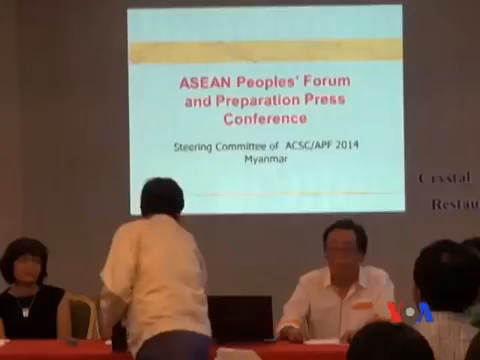 ASEAN Peoples' Forum
and Preparation Press
Conference
Steering Committee of ACSC/APF 2014
Myanmar
Crystal
Restau
VOA